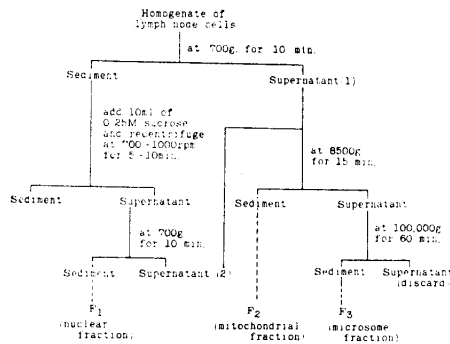 Homogenate of
lymph node cells
at 700g. for 10 min.
Sediment
Supernatant(1)
add 10ml of
0.25M sucrose
and recentrifuge
at 700-1000rpm
for 5-10min.
at 8500g
for 15 min.
Sediment
Supernatant
Sediment
Supernatant
at 700g
for 10 min.
at 100,000g
for 60 min.
Sediment
Supernatant(2)
Sediment
Supernatant
(discard)
F1
(nuclear
fraction)
F2
(mitochondrial
fraction)
F3
(microsome
fraction)